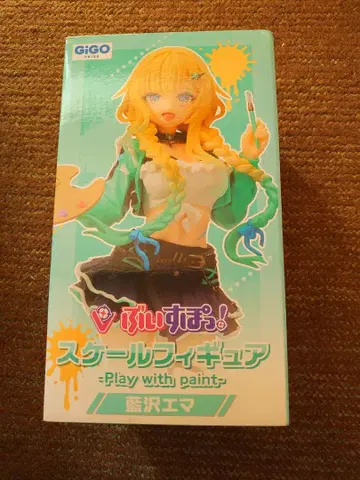 GiGO
PRIZE
ぶいすぽっ!
スケールフィギュア
-Play with paint-
藍沢エマ